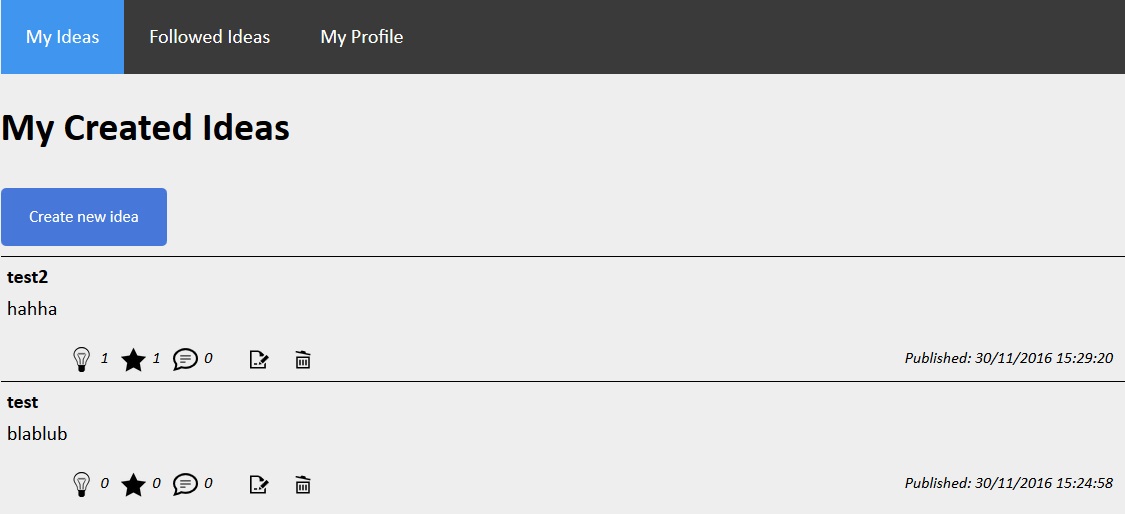 My Ideas Followed Ideas My Profile
My Created Ideas
Create new idea
test2
hahha
1 1 0 Published: 30/11/2016 15:29:20
test
blablub
0 0 0 Published: 30/11/2016 15:24:58